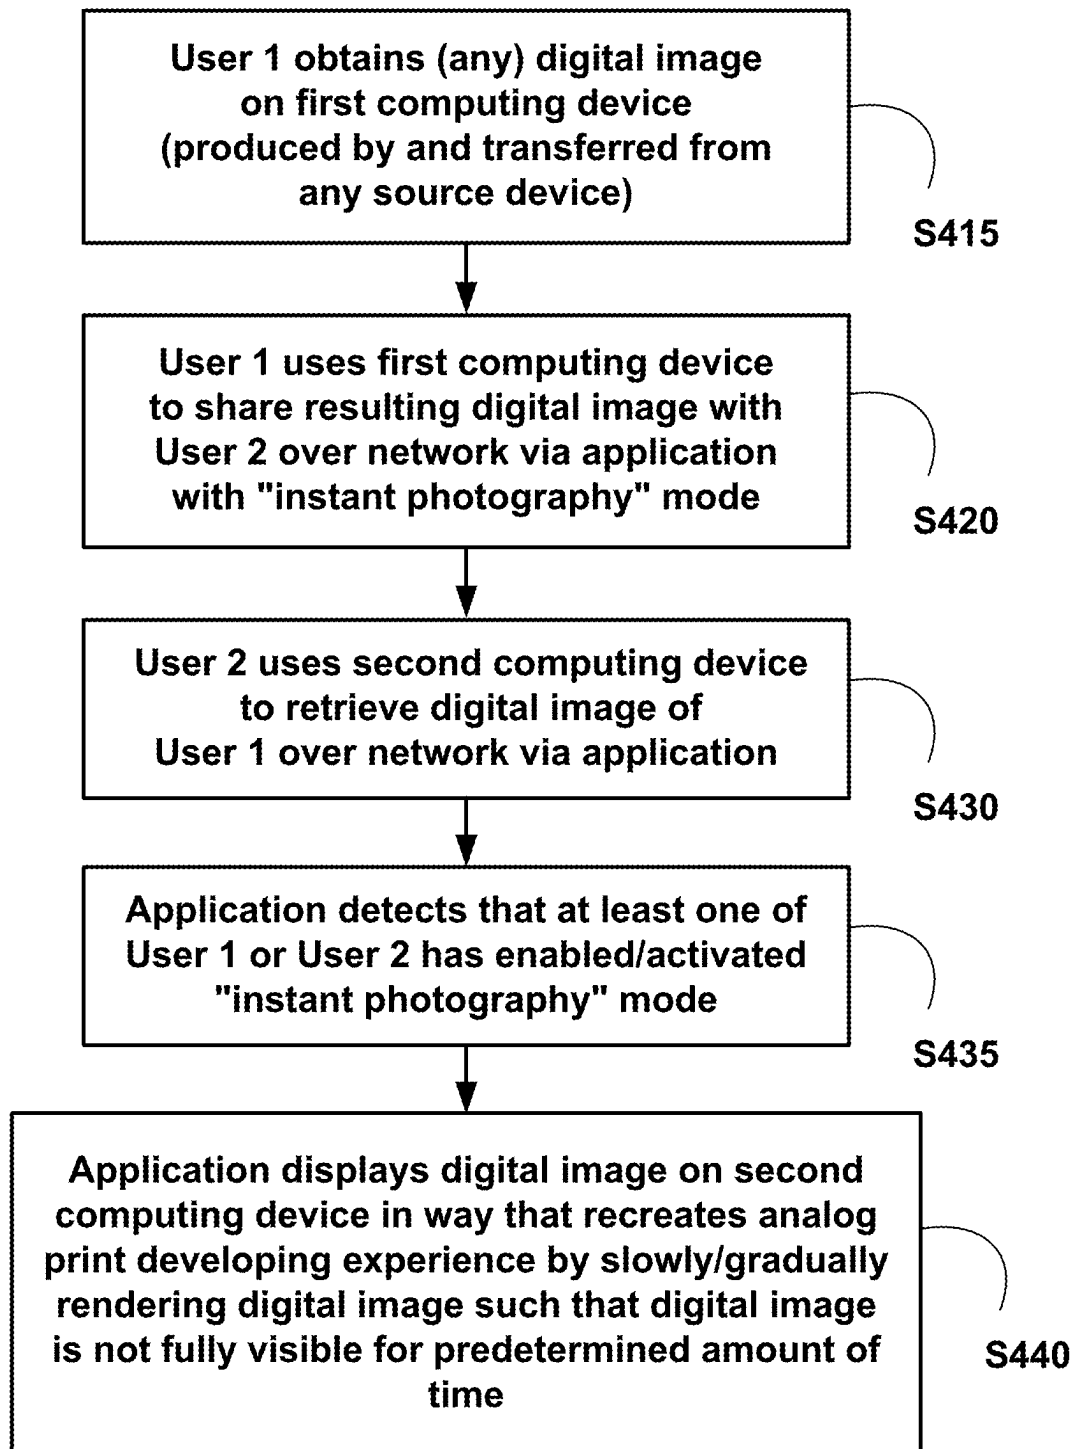 User 1 obtains (any) digital image
on first computing device
(produced by and transferred from
any source device)
S415
User 1 uses first computing device
to share resulting digital image with
User 2 over network via application
with "instant photography" mode
S420
User 2 uses second computing device
to retrieve digital image of
User 1 over network via application
S430
Application detects that at least one of
User 1 or User 2 has enabled/activated
"instant photography" mode
S435
Application displays digital image on second
computing device in way that recreates analog
print developing experience by slowly/gradually
rendering digital image such that digital image
is not fully visible for predetermined amount of
time
S440